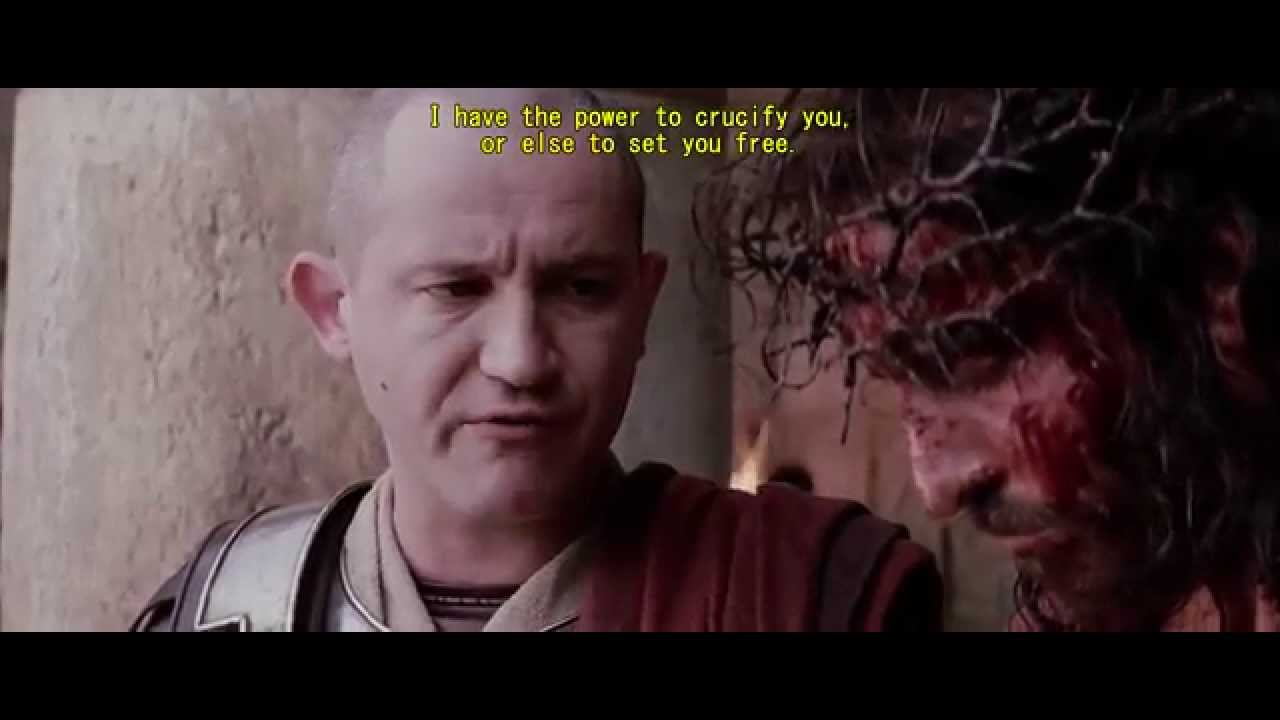 I have the power to crucify you,
or else to set you free.